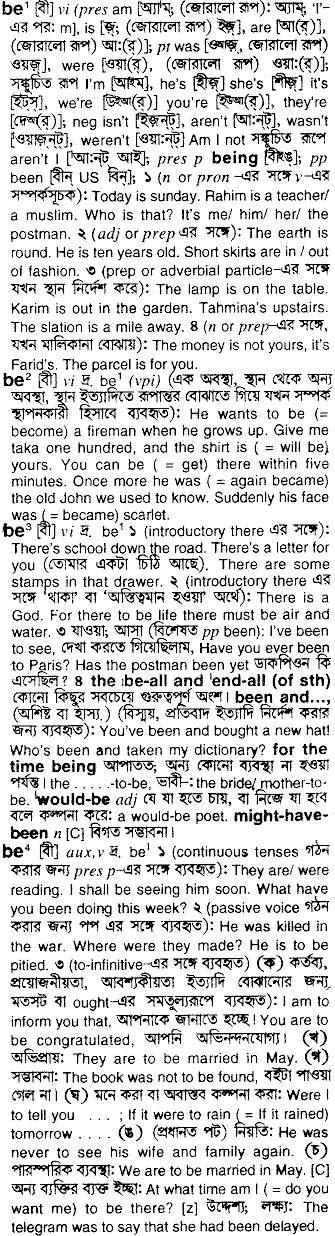 be¹ [বী] vi (pres am [অ্যাম্; (জোরালো রূপ) অ্যাম্; 'I'-
এর পর: m], is [জ্; (জোরালো রূপ) ইজ্], are [আ(র্),
(জোরালো রূপ) আ:(র্)]; pt was [ওঅজ়, জোরালো রূপ)
ওয়জ়], were [ওয়া(র্), (জোরালো রূপ) ওয়া:(র্)];
সঙ্কুচিত রূপ I'm [আইম্], he's [হীজ়্] she's [শীজ়্] it's
[ইট্স্], we're [উইআ(র্)] you're [ইউআ(র্)], they're
[দেঅ(র্)]; neg isn't [ইজ়ন্ট্], aren't [আ:ন্ট্], wasn't
[ওয়াজ়ন্ট্], weren't [ওয়া:ন্ট্] Am I not সঙ্কুচিত রূপে
aren't I [আ:ন্ট্ আই]; pres p being [বীইঙ্]; pp
been [বীন্ US বিন্]; ১ (n or pron –এর সঙ্গে v–এর
সম্পর্কসূচক): Today is sunday. Rahim is a teacher/
a muslim. Who is that? It's me/ him/ her/ the
postman. ২ (adj or prep এর সঙ্গে): The earth is
round. He is ten years old. Short skirts are in / out
of fashion. ৩ (prep or adverbial particle–এর সঙ্গে
যখন স্থান নির্দেশ করে): The lamp is on the table.
Karim is out in the garden. Tahmina's upstairs.
The slation is a mile away. ৪ (n or prep–এর সঙ্গে,
যখন মালিকানা বোঝায়): The money is not yours, it's
Farid's. The parcel is for you.
be² [বী] vi দ্র. be¹ (vpi) (এক অবস্থা, স্থান থেকে অন্য
অবস্থা, স্থান ইত্যাদিতে রূপান্তর বোঝাতে গিয়ে যখন সম্পর্ক
স্থাপনকারী হিসাবে ব্যবহৃত): He wants to be (=
become) a fireman when he grows up. Give me
taka one hundred, and the shirt is ( = will be)
yours. You can be ( = get) there within five
minutes. Once more he was ( = again became)
the old John we used to know. Suddenly his face
was ( = became) scarlet.
be³ [বী] vi দ্র. be¹ ১ (introductory there এর সঙ্গে):
There's school down the road. There's a letter for
you (তোমার একটা চিঠি আছে). There are some
stamps in that drawer. ২ (introductory there এর
সঙ্গে 'থাকা' বা 'অস্তিত্বমান হওয়া' অর্থে): There is a
God. For there to be life there must be air and
water. ৩ যাওয়া; আসা (বিশেষত pp been): I've been
to see, দেখা করতে গিয়েছিলাম, Have you ever been
to Paris? Has the postman been yet ডাকপিওন কি
এসেছিল? ৪ the ˌbe-all and ˈend-all (of sth)
কোনো কিছুর সবচেয়ে গুরুত্বপূর্ণ অংশ। been and...,
(অশিষ্ট বা হাস্য.) (বিস্ময়, প্রতিবাদ ইত্যাদি নির্দেশ করার
জন্য ব্যবহৃত): You've been and bought a new hat!
Who's been and taken my dictionary? for the
time being আপাতত; অন্য কোনো ব্যবস্থা না হওয়া
পর্যন্ত। the .....-to-be, ভাবী–: the bride/ mother-to-
be. ˈwould-be adj যে যা হতে চায়, বা নিজে যা হবে
বলে কল্পনা করে: a would-be poet. might-have-
been n [C] বিগত সম্ভাবনা।
be⁴ [বী] aux,v দ্র. be¹ ১ (continuous tenses গঠন
করার জন্য pres p–এর সঙ্গে ব্যবহৃত): They are/ were
reading. I shall be seeing him soon. What have
you been doing this week? ২ (passive voice গঠন
করার জন্য পপ এর সঙ্গে ব্যবহৃত): He was killed in
the war. Where were they made? He is to be
pitied. ৩ (to-infinitive–এর সঙ্গে ব্যবহৃত) (ক) কর্তব্য,
প্রয়োজনীয়তা, আবশ্যকীয়তা ইত্যাদি বোঝানোর জন্য
মতসট বা ought–এর সমতুল্যরূপে ব্যবহৃত): I am to
inform you that, আপনাকে জানাতে হচ্ছে! You are to
be congratulated, আপনি অভিনন্দনযোগ্য। (খ)
অভিপ্রায়: They are to be married in May. (গ)
সম্ভাবনা: The book was not to be found, বইটা পাওয়া
গেল না। (ঘ) মনে করা বা অবাস্তব কল্পনা করা: Were I
to tell you . . . ; If it were to rain ( = If it rained)
tomorrow . . . . (ঙ) (প্রধানত পট) নিয়তি: He was
never to see his wife and family again. (চ)
পারস্পরিক ব্যবস্থা: We are to be married in May. [C]
অন্য ব্যক্তির ব্যক্ত ইচ্ছা: At what time am I ( = do you
want me) to be there? [z] উদ্দেশ্য; লক্ষ্য: The
telegram was to say that she had been delayed.